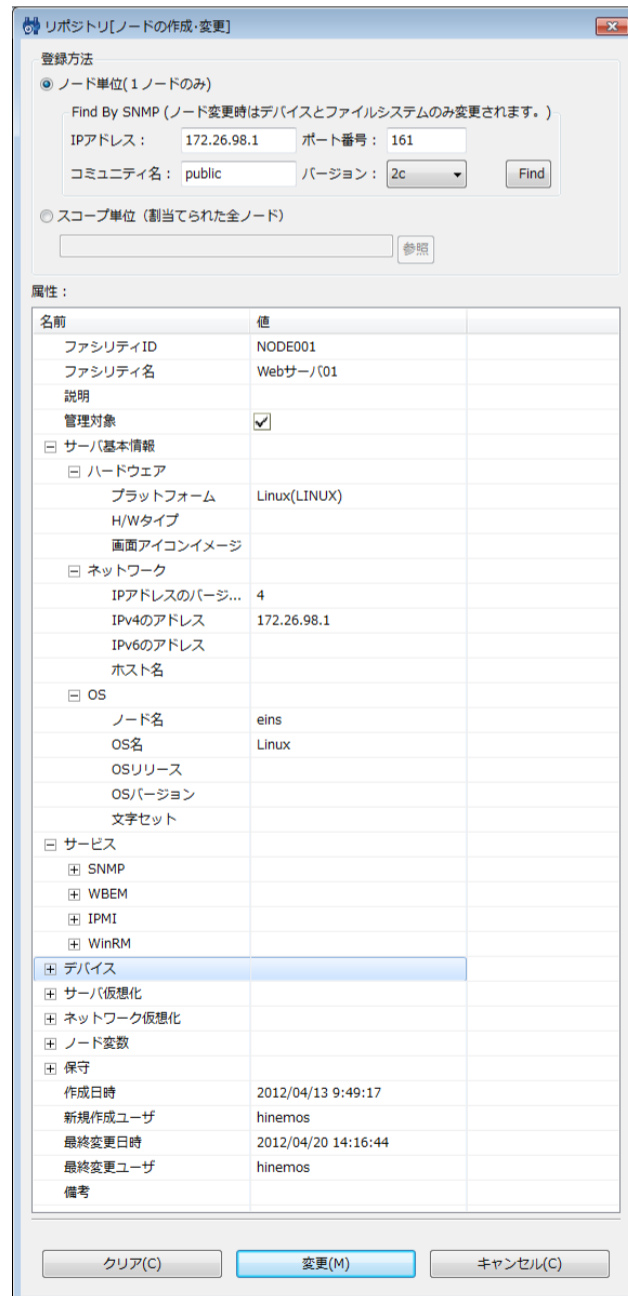 リポジトリ[ノードの作成・変更]
登録方法
ノード単位(1ノードのみ)
Find By SNMP (ノード変更時はデバイスとファイルシステムのみ変更されます。)
IPアドレス： 172.26.98.1 ポート番号： 161
コミュニティ名： public バージョン： 2c Find
スコープ単位（割当てられた全ノード）
参照
属性：
名前 値
ファシリティID NODE001
ファシリティ名 Webサーバ01
説明
管理対象
サーバ基本情報
ハードウェア
プラットフォーム Linux(LINUX)
H/Wタイプ
画面アイコンイメージ
ネットワーク
IPアドレスのバージ... 4
IPv4のアドレス 172.26.98.1
IPv6のアドレス
ホスト名
OS
ノード名 eins
OS名 Linux
OSリリース
OSバージョン
文字セット
サービス
SNMP
WBEM
IPMI
WinRM
デバイス
サーバ仮想化
ネットワーク仮想化
ノード変数
保守
作成日時 2012/04/13 9:49:17
新規作成ユーザ hinemos
最終変更日時 2012/04/20 14:16:44
最終変更ユーザ hinemos
備考
クリア(C) 変更(M) キャンセル(C)